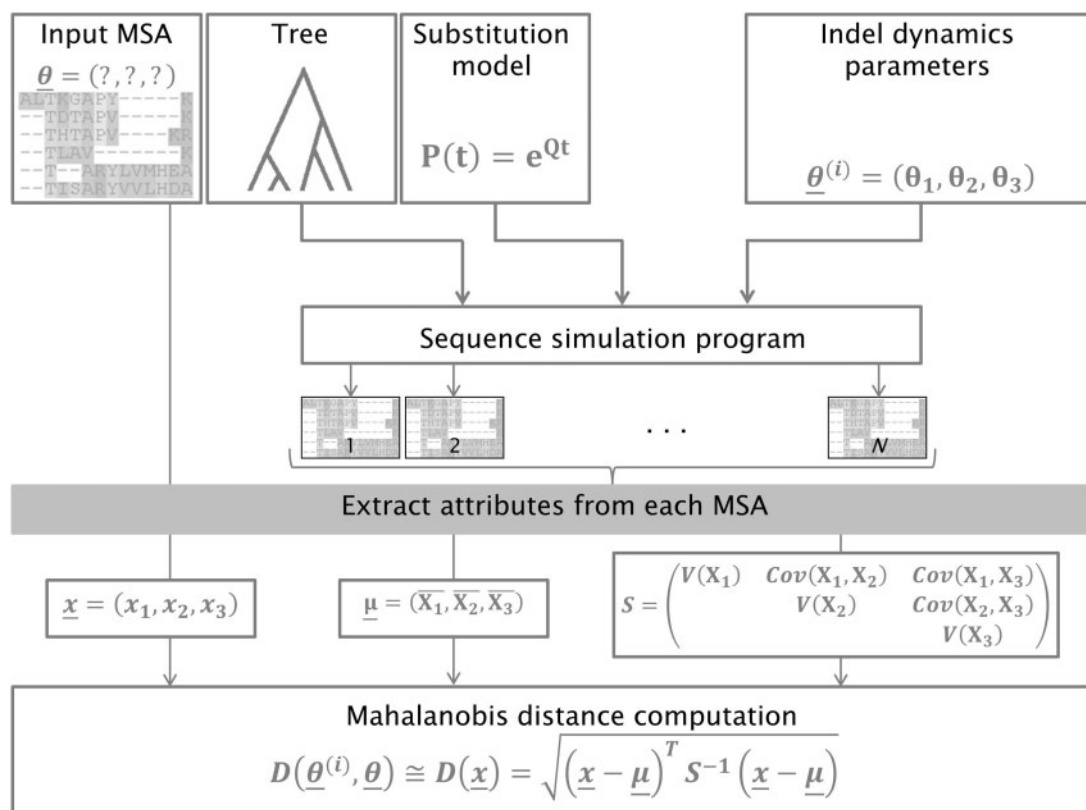 Input MSA
θ = (?, ?, ?)
ALTKGAPY-----K
--TDTAPV-----K
--THTAPV----KR
--TLAV-------K
--T--ARYLVMHEA
--TISARYVVLHDA
Tree
Substitution
model
P(t) = e^Qt
Indel dynamics
parameters
θ^(i) = (θ₁, θ₂, θ₃)
Sequence simulation program
1 2 . . . N
Extract attributes from each MSA
x = (x₁, x₂, x₃)
μ = (X̄₁, X̄₂, X̄₃)
S = ( V(X₁) Cov(X₁,X₂) Cov(X₁,X₃)
V(X₂) Cov(X₂,X₃)
V(X₃) )
Mahalanobis distance computation
D(θ^(i), θ) ≅ D(x) = √((x − μ)^T S^−1 (x − μ))